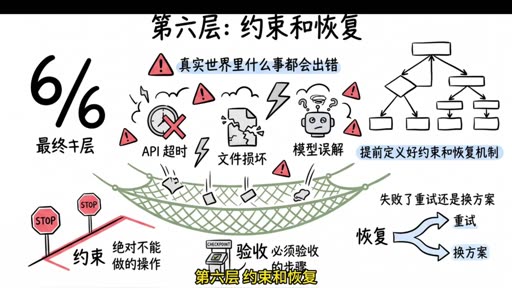 第六层：约束和恢复
真实世界里什么事都会出错
6/6
最终层
API 超时
文件损坏
模型误解
提前定义好约束和恢复机制
STOP
STOP
约束
绝对不能
做的操作
CHECKPOINT
验收
必须验收
的步骤
失败了重试还是换方案
恢复
重试
换方案
第六层 约束和恢复